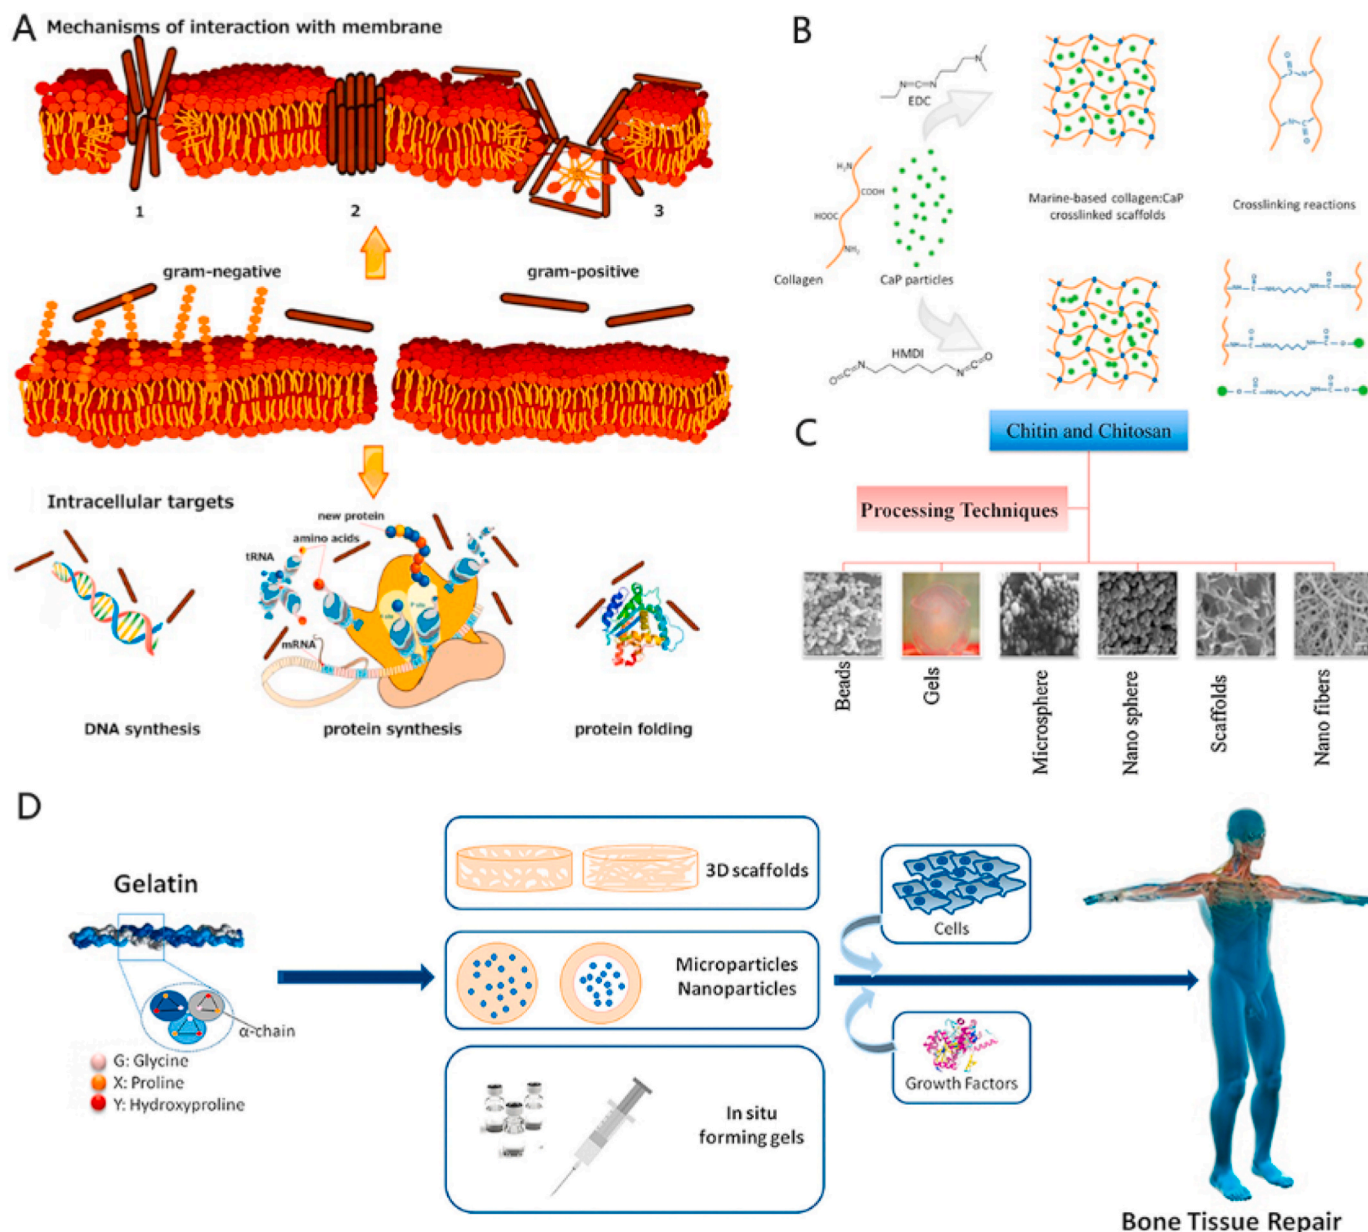 A
Mechanisms of interaction with membrane
1
2
3
gram-negative
gram-positive
Intracellular targets
new protein
amino acids
tRNA
mRNA
DNA synthesis
protein synthesis
protein folding
B
N=C=N
EDC
H₂N
COOH
HOOC
NH₂
Collagen
CaP particles
Marine-based collagen:CaP
crosslinked scaffolds
Crosslinking reactions
HMDI
O=C=N
N=C=O
C
Chitin and Chitosan
Processing Techniques
Beads
Gels
Microsphere
Nano sphere
Scaffolds
Nano fibers
D
Gelatin
α-chain
G: Glycine
X: Proline
Y: Hydroxyproline
3D scaffolds
Microparticles
Nanoparticles
In situ
forming gels
Cells
Growth Factors
Bone Tissue Repair